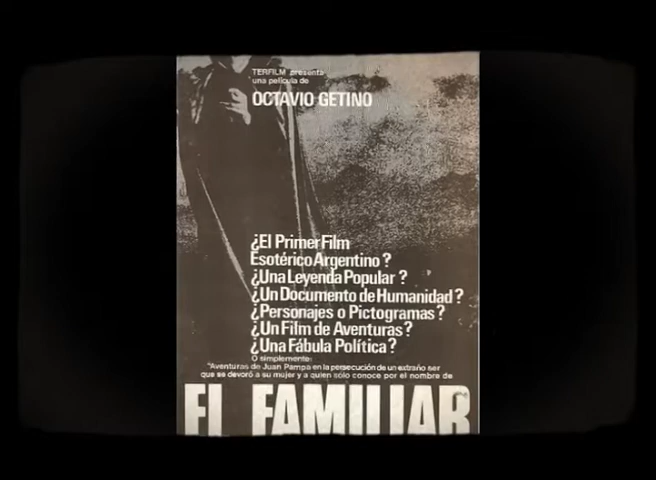 TERFILM presenta
una película de
OCTAVIO GETINO
¿El Primer Film
Esotérico Argentino?
¿Una Leyenda Popular?
¿Un Documento de Humanidad?
¿Personajes o Pictogramas?
¿Un Film de Aventuras?
¿Una Fábula Política?
O simplemente:
"Aventuras de Juan Pampa en la persecución de un extraño ser
que se devoró a su mujer y a quien sólo conoce por el nombre de
EL FAMILIAR